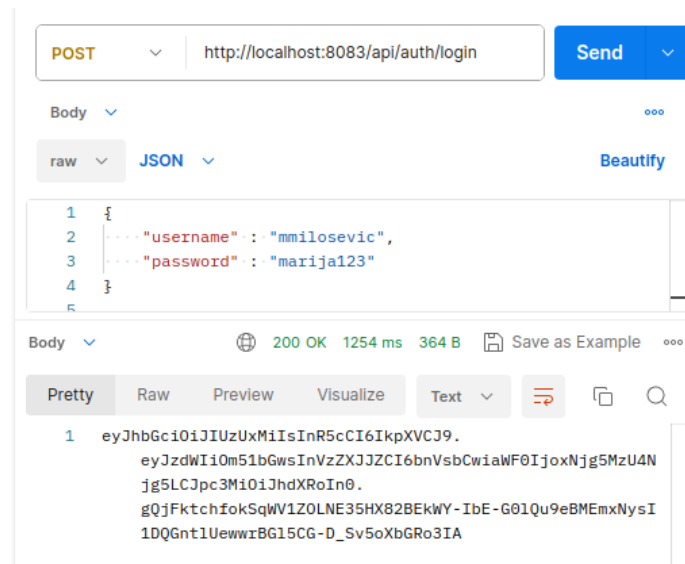 POST http://localhost:8083/api/auth/login Send
Body ooo
raw JSON Beautify
1 {
2 ····"username"·:·"mmilosevic",
3 ····"password"·:·"marija123"
4 }
5
Body 200 OK 1254 ms 364 B Save as Example ooo
Pretty Raw Preview Visualize Text
1 eyJhbGciOiJIUzUxMiIsInR5cCI6IkpXVCJ9.
eyJzdWIiOm51bGwsInVzZXJJZCI6bnVsbCwiaWF0IjoxNjg5MzU4N
jg5LCJpc3MiOiJhdXRoIn0.
gQjFktchfokSqWV1ZOLNE35HX82BEkWY-IbE-G0lQu9eBMEmxNysI
1DQGntlUewwrBGl5CG-D_Sv5oXbGRo3IA